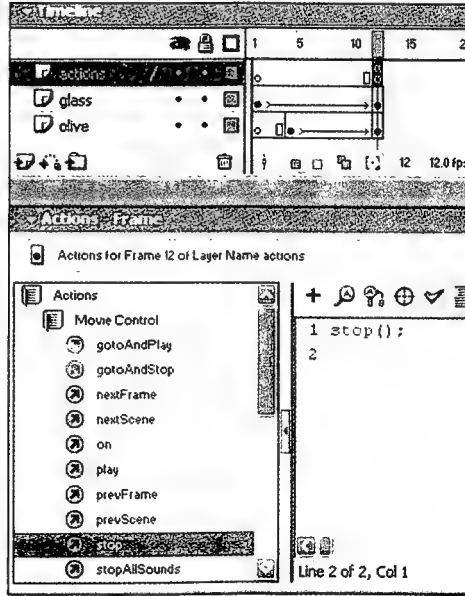 Timeline
1 5 10 15 2
actions
glass
olive
12 12.0 fp
Actions - Frame
Actions for Frame 12 of Layer Name actions
Actions
Movie Control
gotoAndPlay
gotoAndStop
nextFrame
nextScene
on
play
prevFrame
prevScene
stop
stopAllSounds
1 stop();
2
Line 2 of 2, Col 1